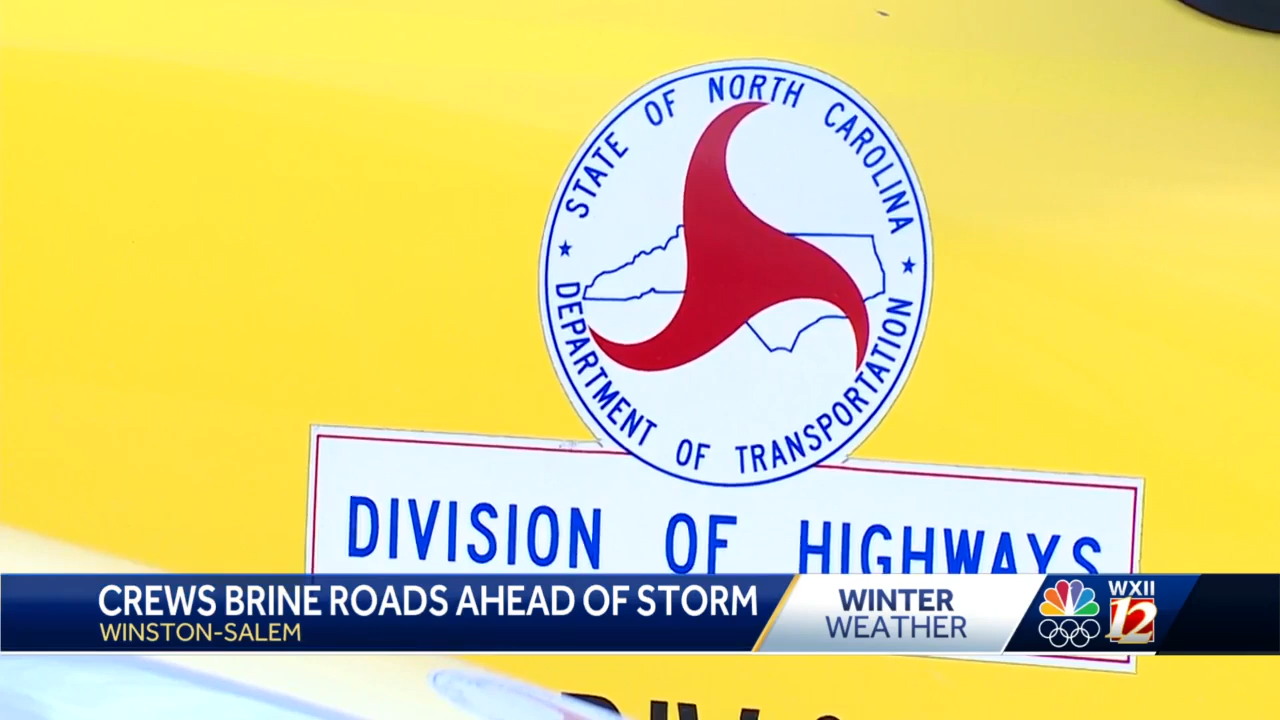 STATE OF NORTH CAROLINA
DEPARTMENT OF TRANSPORTATION
DIVISION OF HIGHWAYS
CREWS BRINE ROADS AHEAD OF STORM
WINSTON-SALEM
WINTER
WEATHER
WXII
12